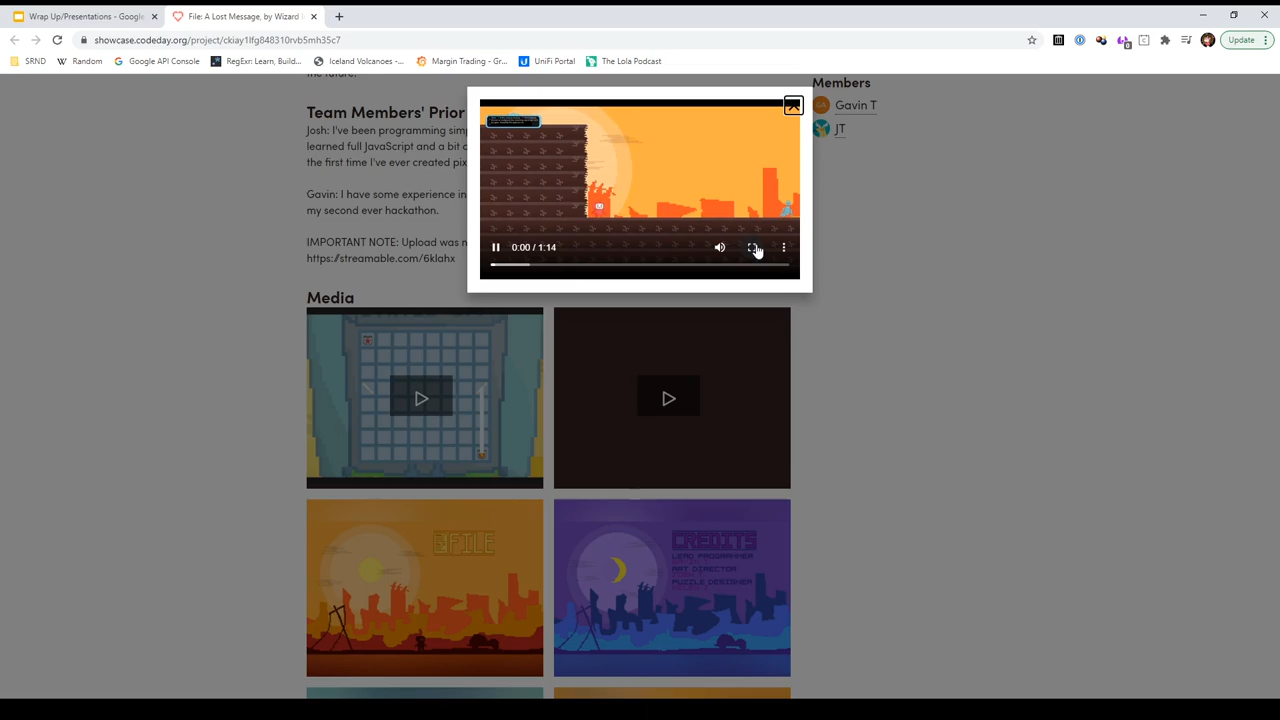 Wrap Up/Presentations - Google
File: A Lost Message, by Wizard
showcase.codeday.org/project/ckiay1lfg848310rvb5mh35c7
Update
SRND
Random
Google API Console
RegExr: Learn, Build...
Iceland Volcanoes -...
Margin Trading - Gr...
UniFi Portal
The Lola Podcast
the future.
Team Members' Prior
Josh: I've been programming sim
learned full JavaScript and a bit o
the first time I've ever created pix
Gavin: I have some experience in
my second ever hackathon.
IMPORTANT NOTE: Upload was n
https://streamable.com/6klahx
Members
GA
Gavin T
JT
0:00 / 1:14
Media
FILE
CREDITS
LEAD PROGRAMMER
ART DIRECTOR
PUZZLE DESIGNER